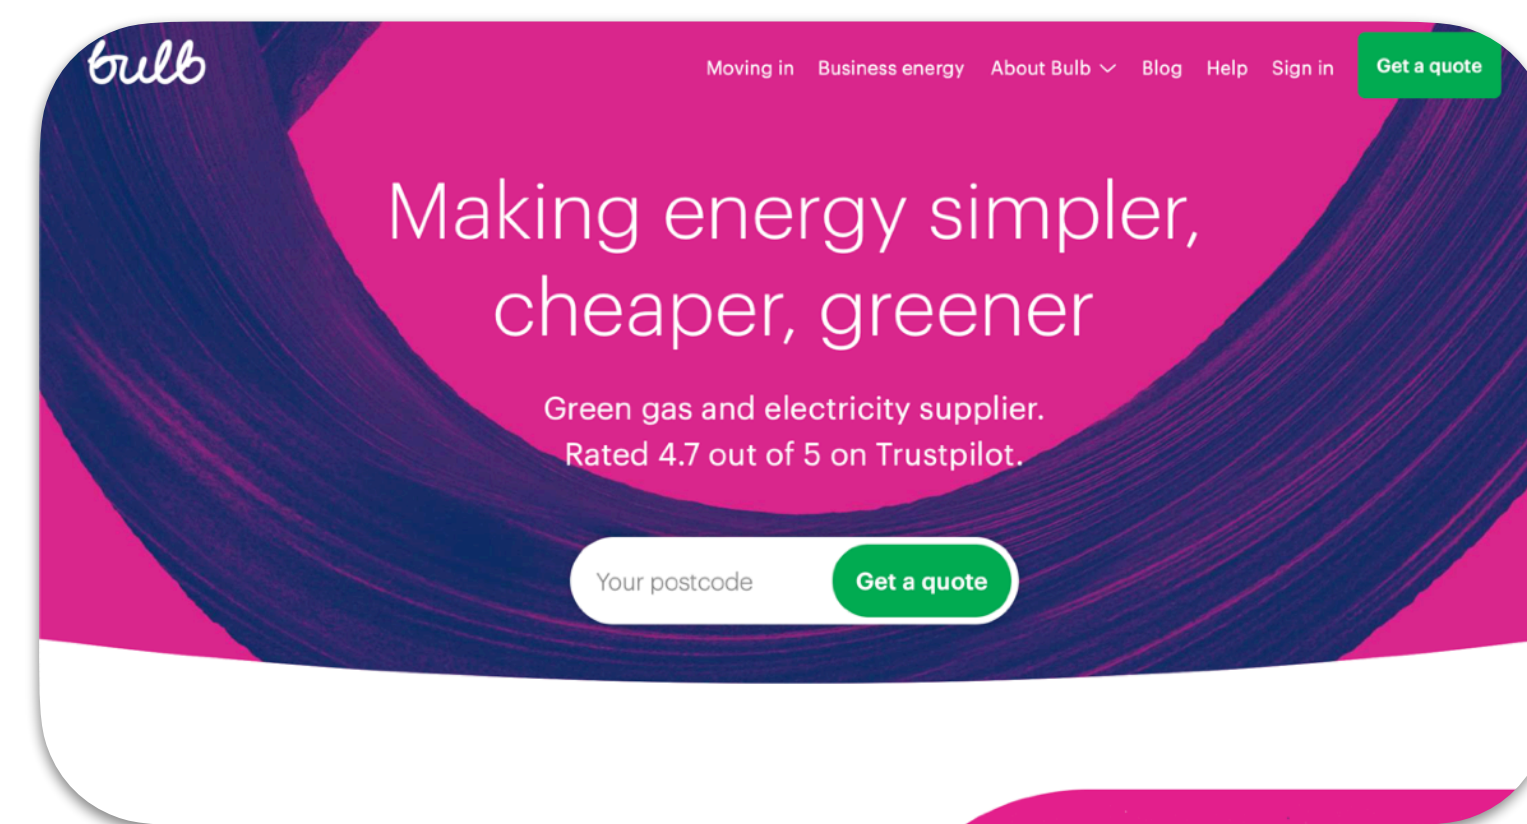 bulb
Moving in Business energy About Bulb Blog Help Sign in Get a quote
Making energy simpler,
cheaper, greener
Green gas and electricity supplier.
Rated 4.7 out of 5 on Trustpilot.
Your postcode Get a quote